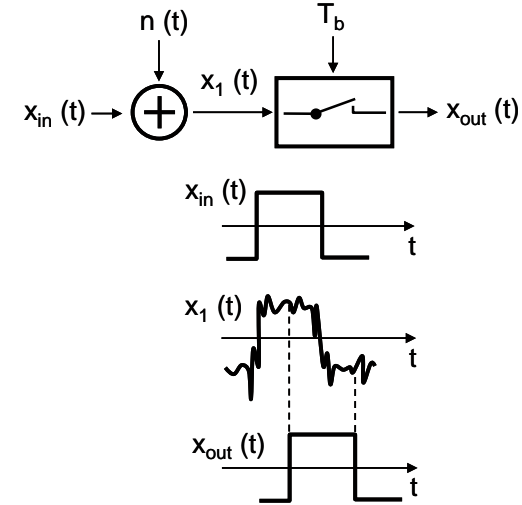 n (t)
T_b
x_in (t)
x_1 (t)
+
x_out (t)
x_in (t)
t
x_1 (t)
t
x_out (t)
t